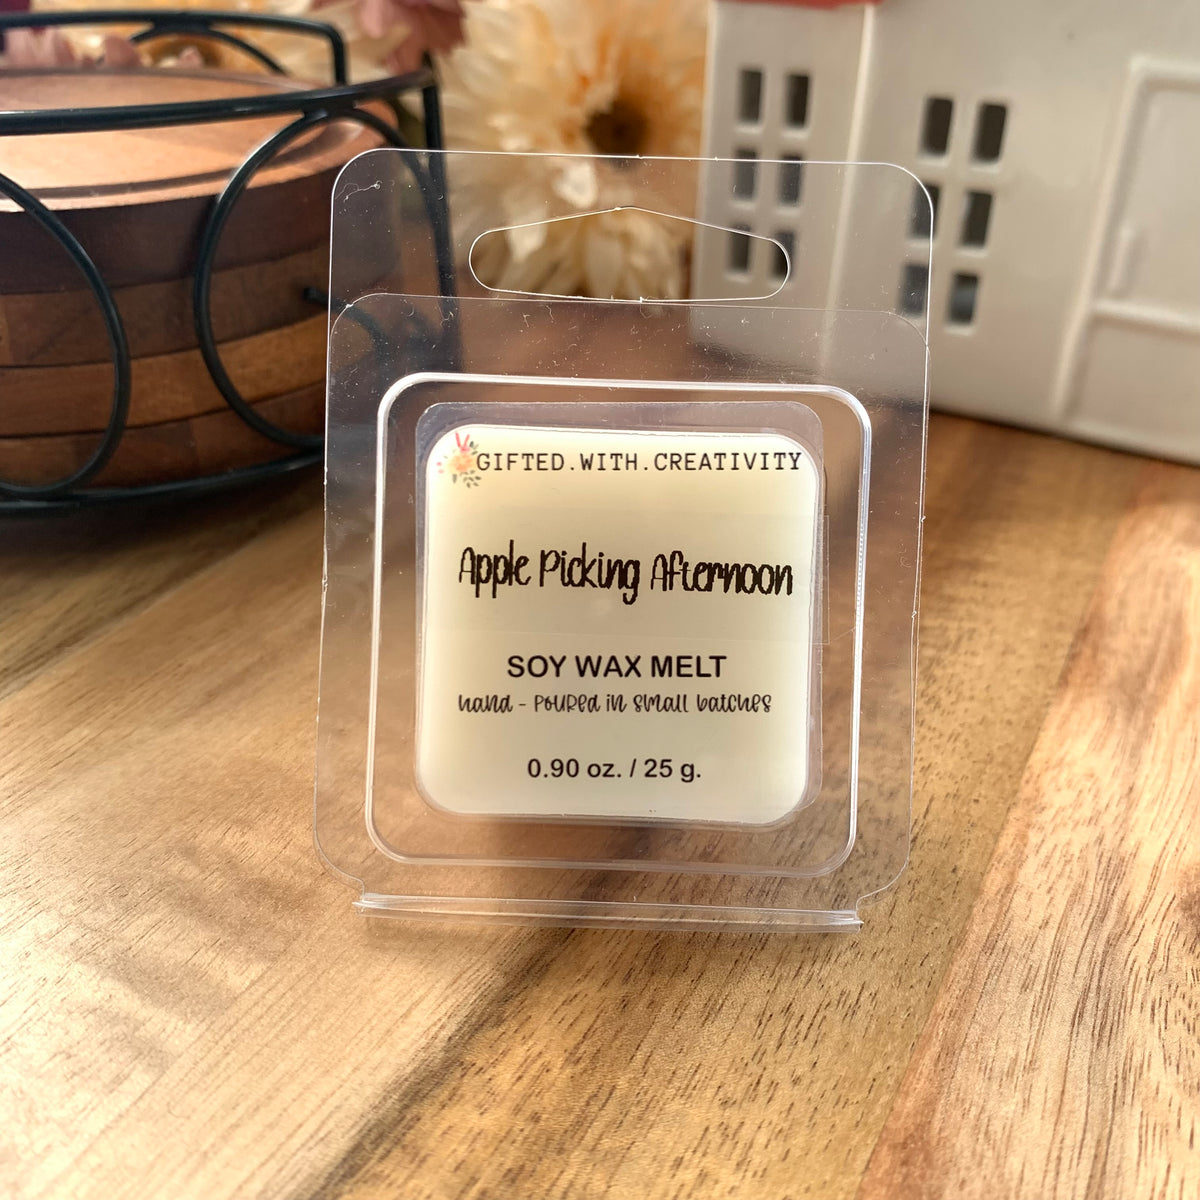 GIFTED.WITH.CREATIVITY
Apple Picking Afternoon
SOY WAX MELT
hand - poured in small batches
0.90 oz. / 25 g.